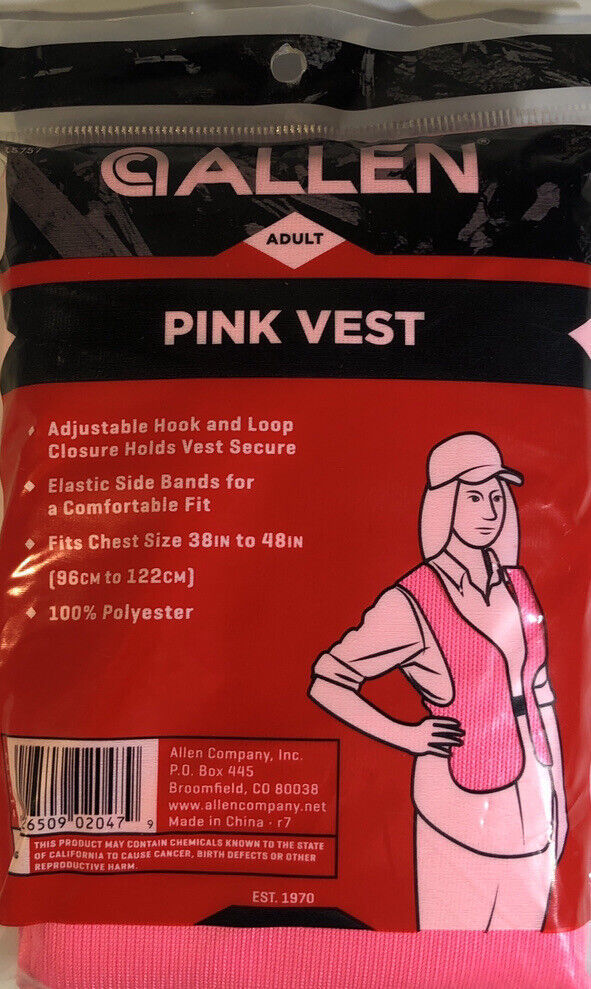 15757
ALLEN®
ADULT
PINK VEST
Adjustable Hook and Loop
Closure Holds Vest Secure
Elastic Side Bands for
a Comfortable Fit
Fits Chest Size 38IN to 48IN
(96CM to 122CM)
100% Polyester
Allen Company, Inc.
P.O. Box 445
Broomfield, CO 80038
www.allencompany.net
Made in China · r7
26509 02047 9
THIS PRODUCT MAY CONTAIN CHEMICALS KNOWN TO THE STATE
OF CALIFORNIA TO CAUSE CANCER, BIRTH DEFECTS OR OTHER
REPRODUCTIVE HARM.
EST. 1970